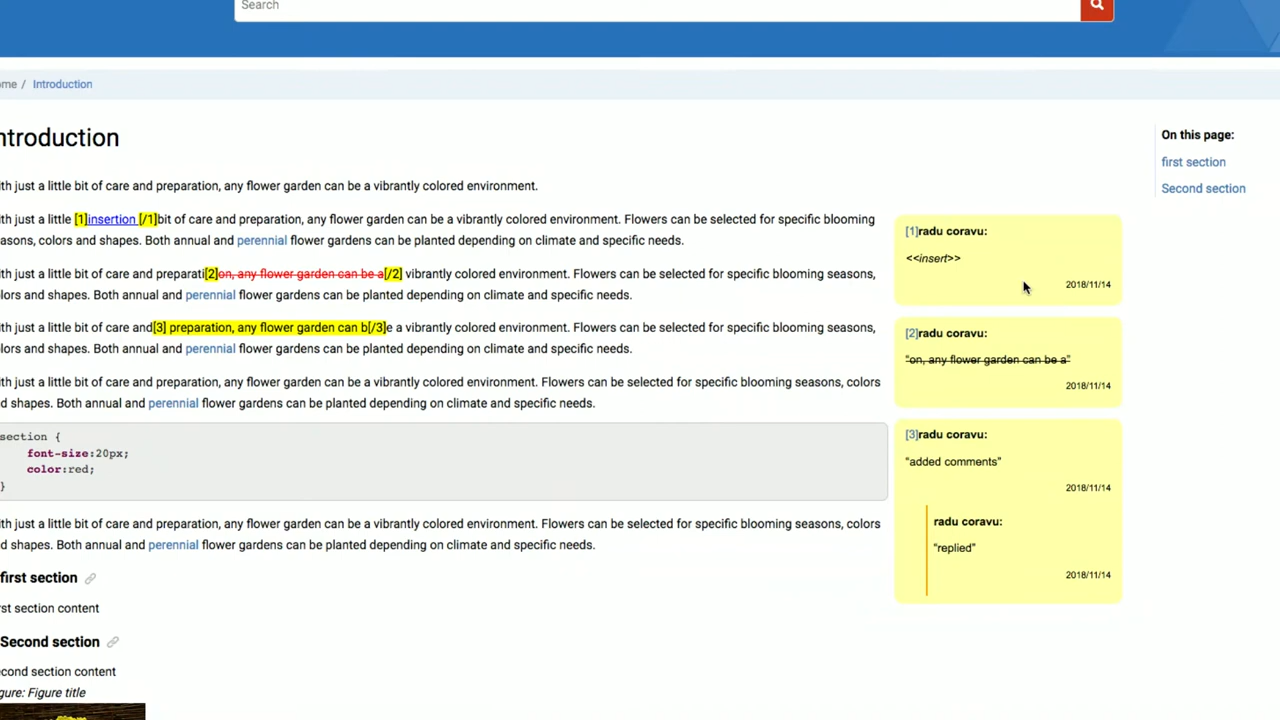 Search
ome / Introduction
ntroduction
th just a little bit of care and preparation, any flower garden can be a vibrantly colored environment.
th just a little [1]insertion [/1]bit of care and preparation, any flower garden can be a vibrantly colored environment. Flowers can be selected for specific blooming
asons, colors and shapes. Both annual and perennial flower gardens can be planted depending on climate and specific needs.
th just a little bit of care and preparati[2]on, any flower garden can be a[/2] vibrantly colored environment. Flowers can be selected for specific blooming seasons,
lors and shapes. Both annual and perennial flower gardens can be planted depending on climate and specific needs.
th just a little bit of care and[3] preparation, any flower garden can b[/3]e a vibrantly colored environment. Flowers can be selected for specific blooming seasons,
lors and shapes. Both annual and perennial flower gardens can be planted depending on climate and specific needs.
th just a little bit of care and preparation, any flower garden can be a vibrantly colored environment. Flowers can be selected for specific blooming seasons, colors
d shapes. Both annual and perennial flower gardens can be planted depending on climate and specific needs.
section {
font-size:20px;
color:red;
}
th just a little bit of care and preparation, any flower garden can be a vibrantly colored environment. Flowers can be selected for specific blooming seasons, colors
d shapes. Both annual and perennial flower gardens can be planted depending on climate and specific needs.
first section
rst section content
Second section
cond section content
gure: Figure title
[1]radu coravu:
<<insert>>
2018/11/14
[2]radu coravu:
"on, any flower garden can be a"
2018/11/14
[3]radu coravu:
"added comments"
2018/11/14
radu coravu:
"replied"
2018/11/14
On this page:
first section
Second section